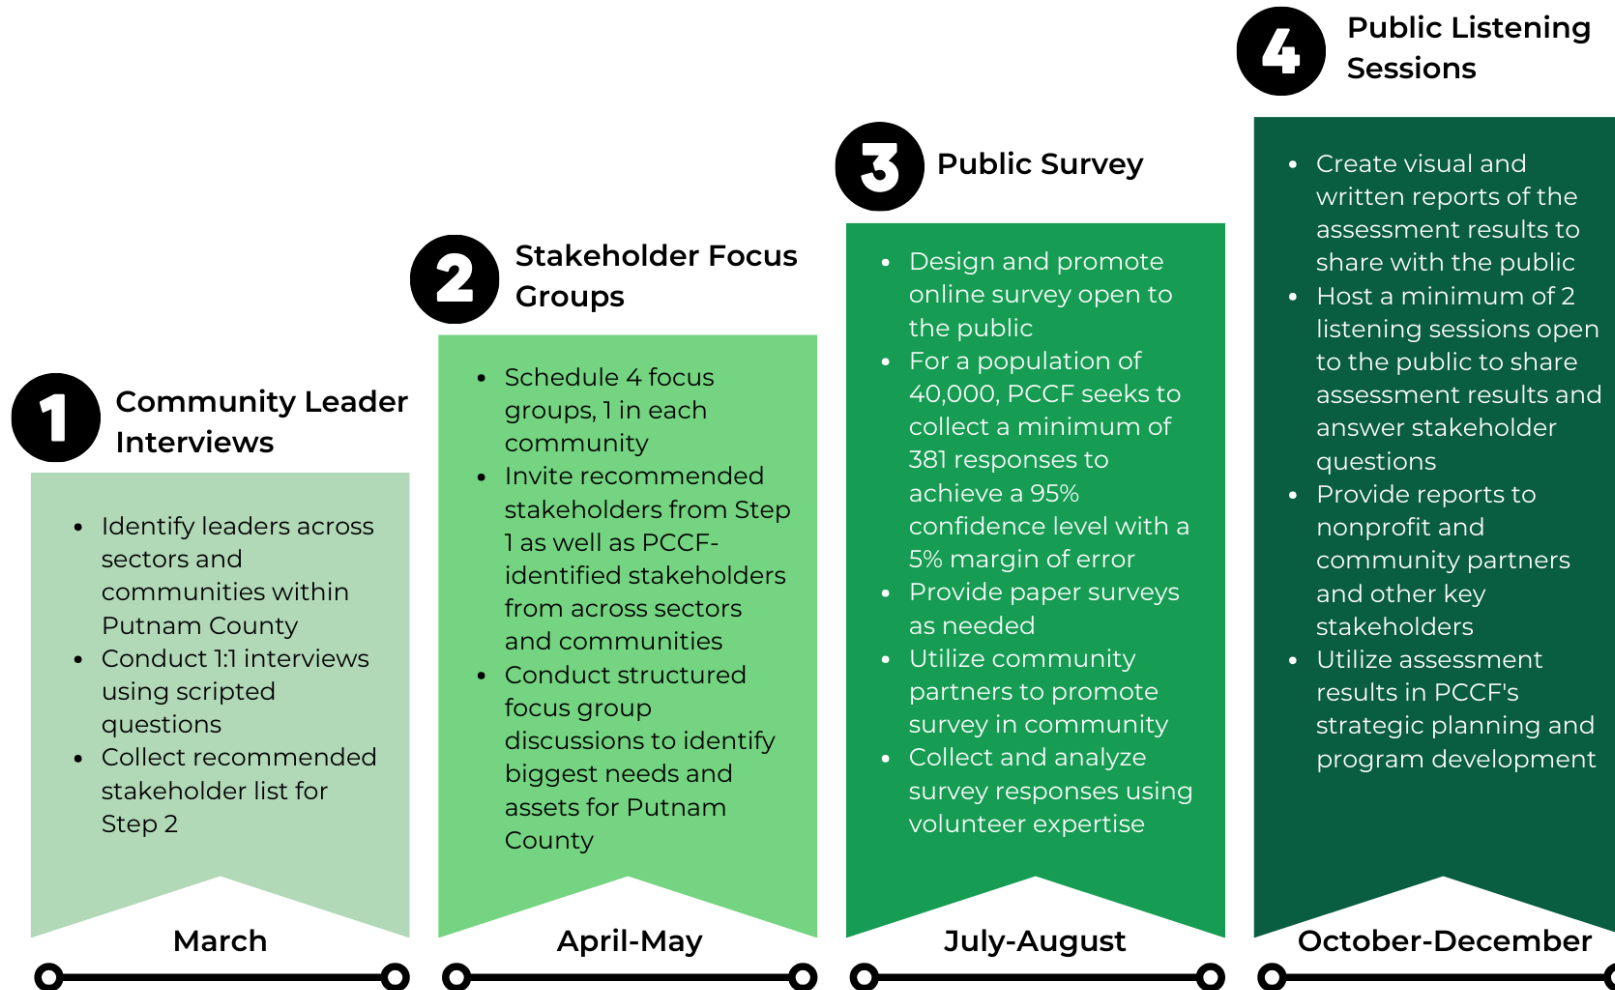 1
Community Leader
Interviews
• Identify leaders across
sectors and
communities within
Putnam County
• Conduct 1:1 interviews
using scripted
questions
• Collect recommended
stakeholder list for
Step 2
March
2
Stakeholder Focus
Groups
• Schedule 4 focus
groups, 1 in each
community
• Invite recommended
stakeholders from Step
1 as well as PCCF-
identified stakeholders
from across sectors
and communities
• Conduct structured
focus group
discussions to identify
biggest needs and
assets for Putnam
County
April-May
3
Public Survey
• Design and promote
online survey open to
the public
• For a population of
40,000, PCCF seeks to
collect a minimum of
381 responses to
achieve a 95%
confidence level with a
5% margin of error
• Provide paper surveys
as needed
• Utilize community
partners to promote
survey in community
• Collect and analyze
survey responses using
volunteer expertise
July-August
4
Public Listening
Sessions
• Create visual and
written reports of the
assessment results to
share with the public
• Host a minimum of 2
listening sessions open
to the public to share
assessment results and
answer stakeholder
questions
• Provide reports to
nonprofit and
community partners
and other key
stakeholders
• Utilize assessment
results in PCCF's
strategic planning and
program development
October-December